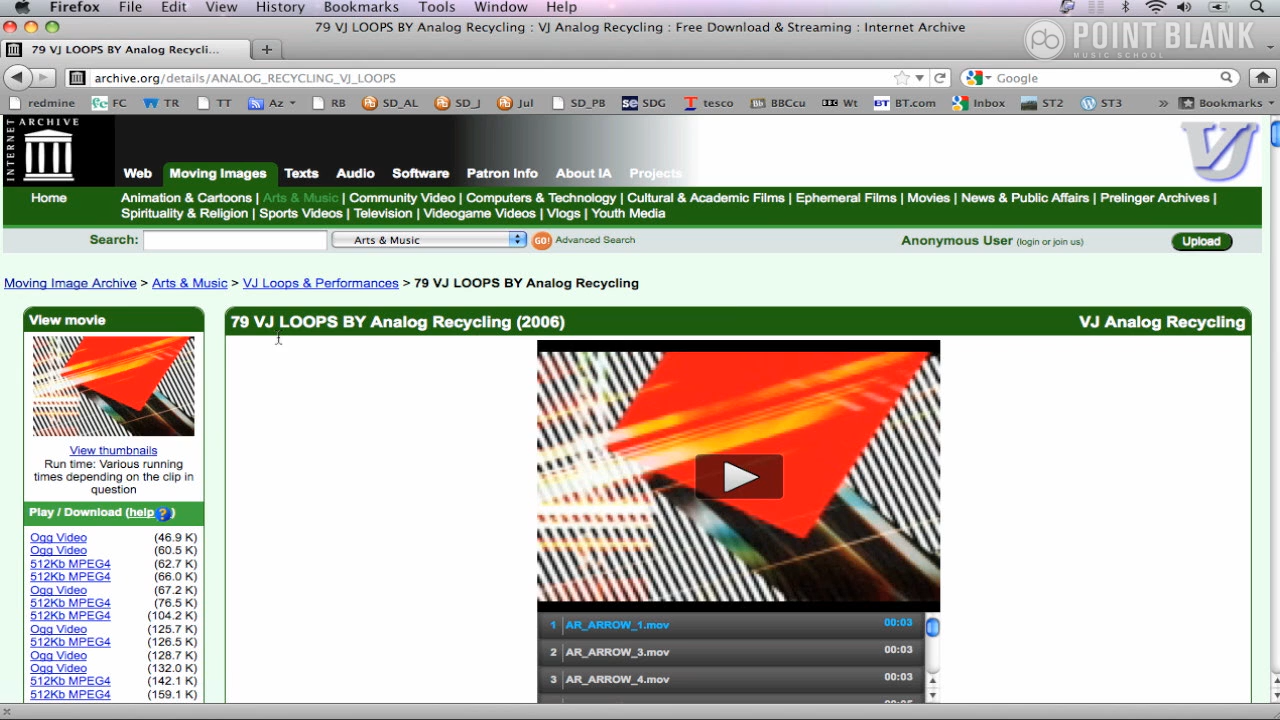 Firefox File Edit View History Bookmarks Tools Window Help
79 VJ LOOPS BY Analog Recycling : VJ Analog Recycling : Free Download & Streaming : Internet Archive
79 VJ LOOPS BY Analog Recycli...
pb POINT BLANK
MUSIC SCHOOL
archive.org/details/ANALOG_RECYCLING_VJ_LOOPS
Google
redmine FC TR TT Az RB SD_AL SD_J Jul SD_PB SDG tesco BBCcu Wt BT.com Inbox ST2 ST3 » Bookmarks
INTERNET ARCHIVE
VJ
Web Moving Images Texts Audio Software Patron Info About IA Projects
Home
Animation & Cartoons | Arts & Music | Community Video | Computers & Technology | Cultural & Academic Films | Ephemeral Films | Movies | News & Public Affairs | Prelinger Archives |
Spirituality & Religion | Sports Videos | Television | Videogame Videos | Vlogs | Youth Media
Search: Arts & Music GO! Advanced Search Anonymous User (login or join us) Upload
Moving Image Archive > Arts & Music > VJ Loops & Performances > 79 VJ LOOPS BY Analog Recycling
View movie
79 VJ LOOPS BY Analog Recycling (2006) VJ Analog Recycling
View thumbnails
Run time: Various running
times depending on the clip in
question
Play / Download (help?)
Ogg Video (46.9 K)
Ogg Video (60.5 K)
512Kb MPEG4 (62.7 K)
512Kb MPEG4 (66.0 K)
Ogg Video (67.2 K)
512Kb MPEG4 (76.5 K)
512Kb MPEG4 (104.2 K)
Ogg Video (125.7 K)
512Kb MPEG4 (126.5 K)
Ogg Video (128.7 K)
Ogg Video (132.0 K)
512Kb MPEG4 (142.1 K)
512Kb MPEG4 (159.1 K)
1 AR_ARROW_1.mov 00:03
2 AR_ARROW_3.mov 00:03
3 AR_ARROW_4.mov 00:03